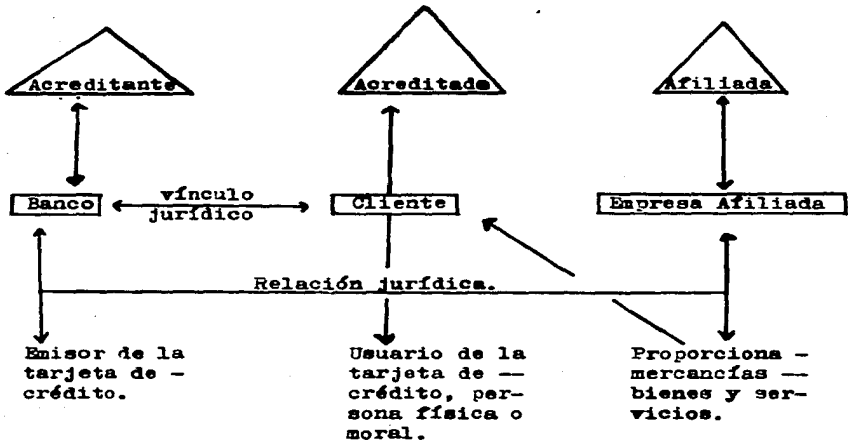 Acreditante
Acreditado
Afiliada
Banco
vínculo
jurídico
Cliente
Empresa Afiliada
Relación jurídica.
Emisor de la
tarjeta de —
crédito.
Usuario de la
tarjeta de ——
crédito, per-
sona física o
moral.
Proporciona —
mercancías ——
bienes y ser-
vicios.